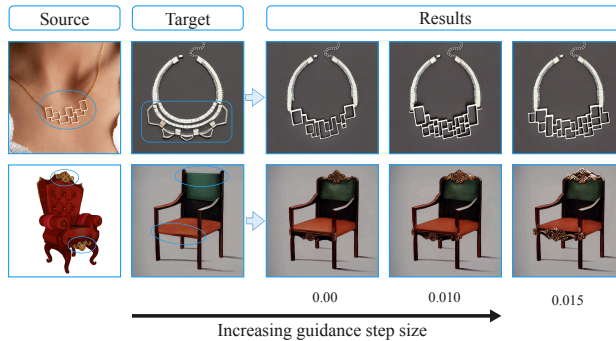 Source Target Results
0.00 0.010 0.015
Increasing guidance step size